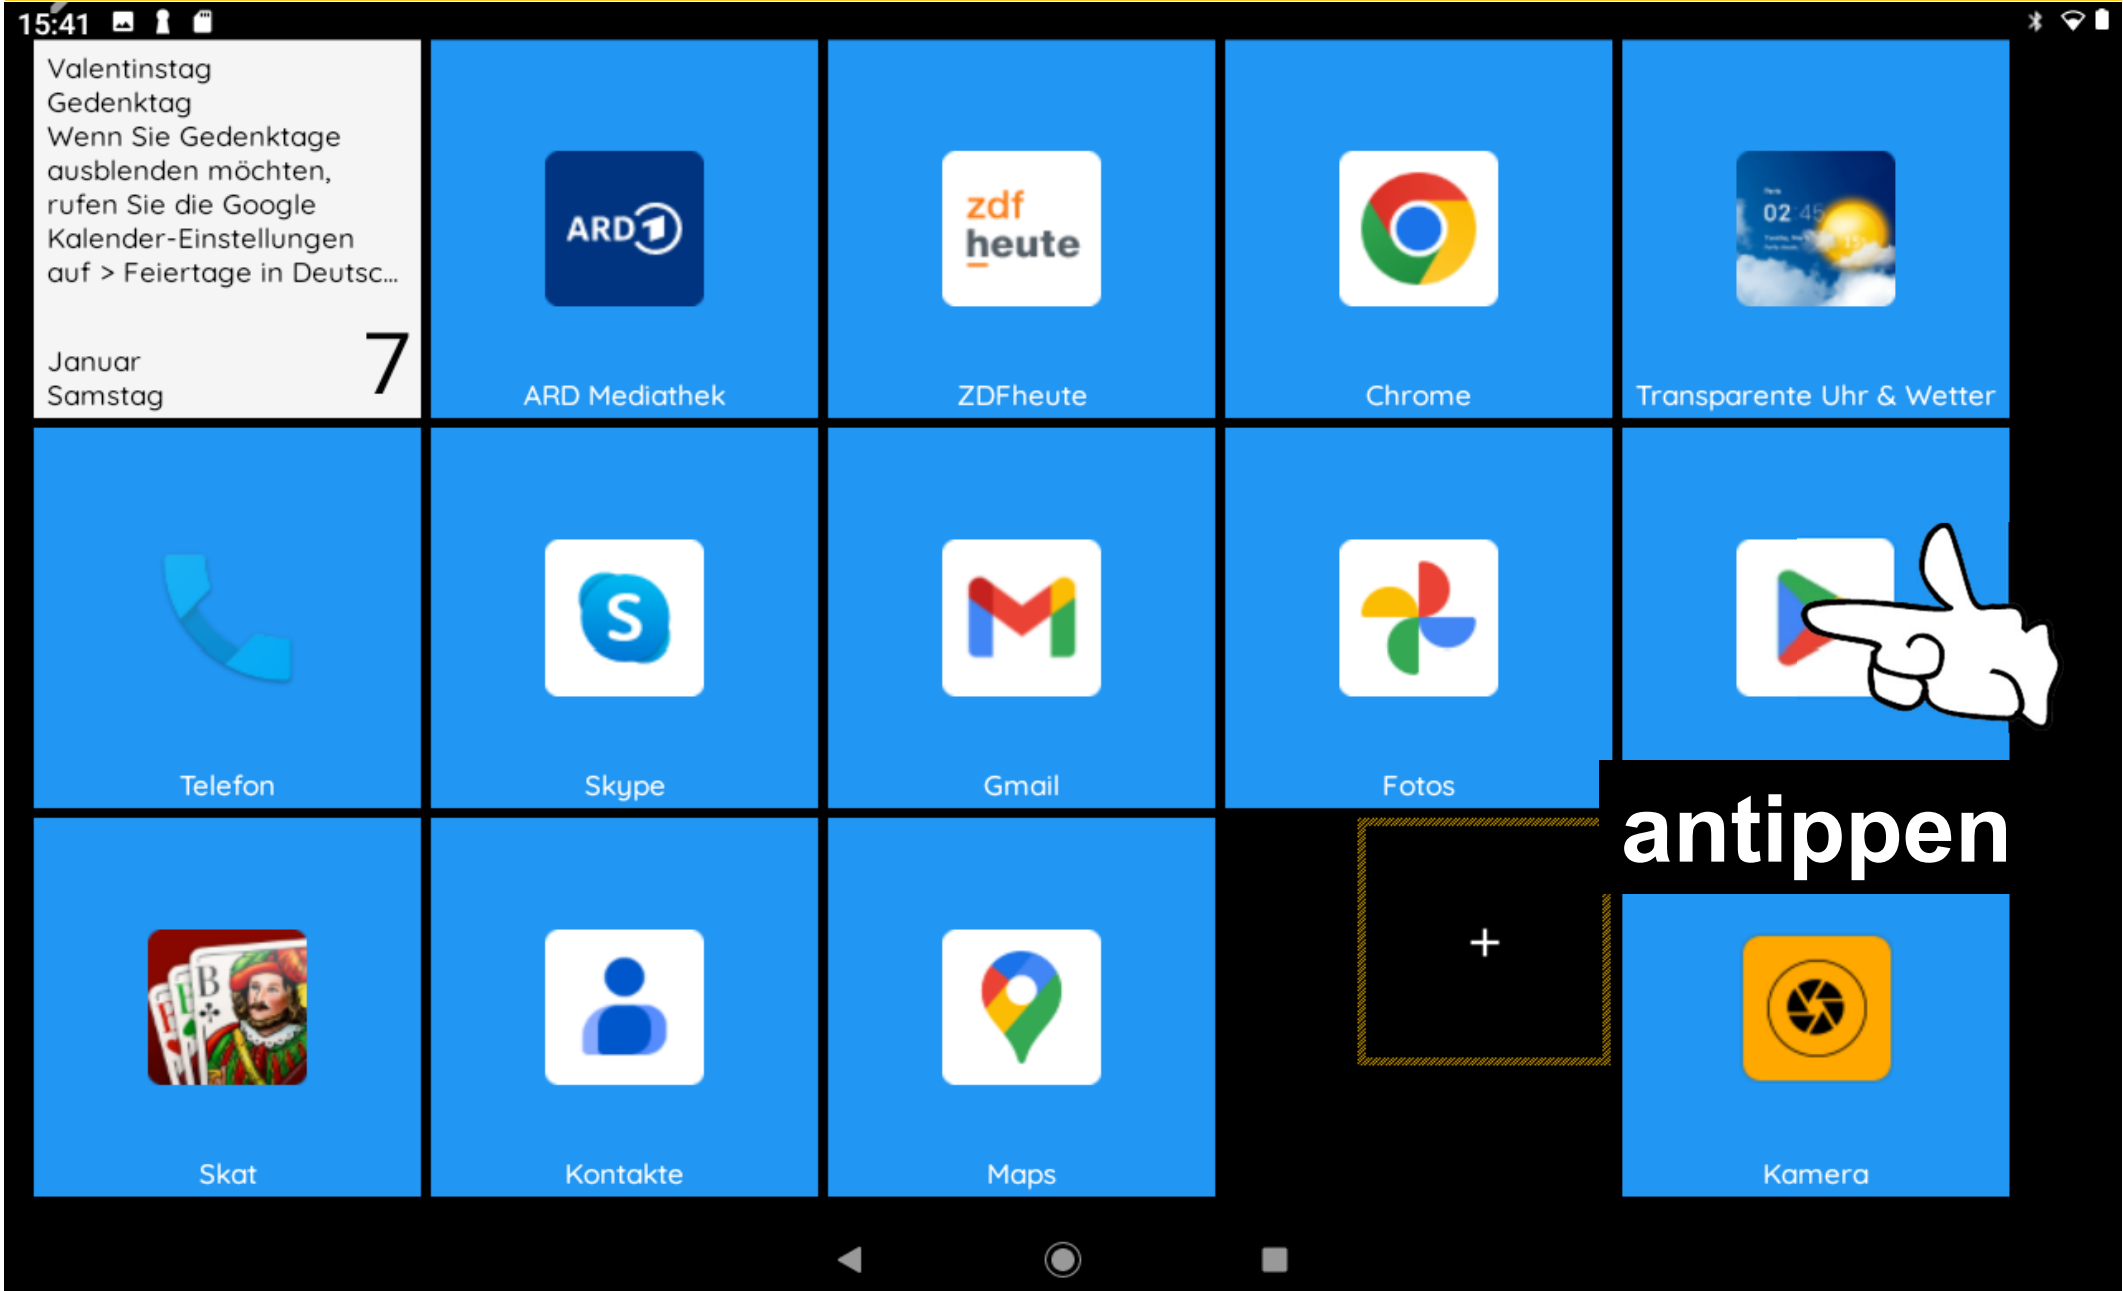 15:41
Valentinstag
Gedenktag
Wenn Sie Gedenktage
ausblenden möchten,
rufen Sie die Google
Kalender-Einstellungen
auf > Feiertage in Deutsc...
Januar
Samstag
7
ARD 1
ARD Mediathek
zdf
heute
ZDFheute
Chrome
02:45
Transparente Uhr & Wetter
Telefon
S
Skype
Gmail
Fotos
antippen
B
Skat
Kontakte
Maps
+
Kamera